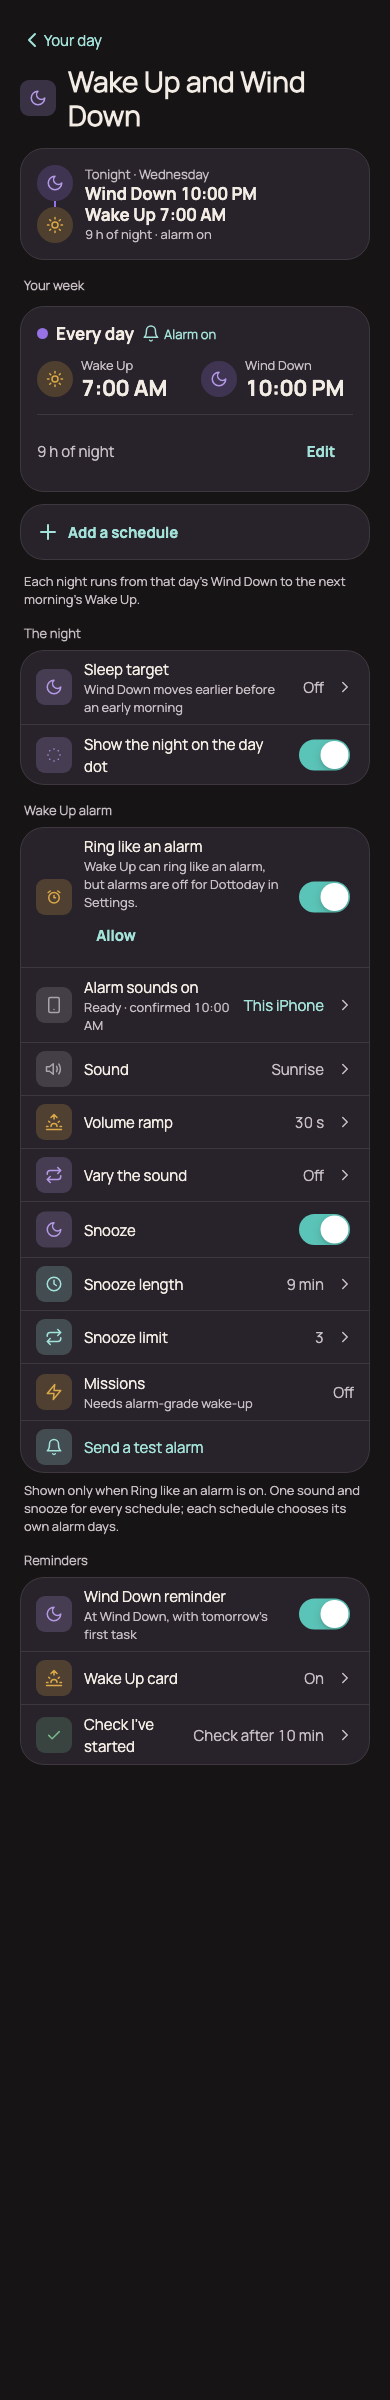 Your day
Wake Up and Wind
Down
Tonight · Wednesday
Wind Down 10:00 PM
Wake Up 7:00 AM
9 h of night · alarm on
Your week
Every day Alarm on
Wake Up
7:00 AM
Wind Down
10:00 PM
9 h of night Edit
Add a schedule
Each night runs from that day's Wind Down to the next
morning's Wake Up.
The night
Sleep target
Wind Down moves earlier before
an early morning
Off
Show the night on the day
dot
Wake Up alarm
Ring like an alarm
Wake Up can ring like an alarm,
but alarms are off for Dottoday in
Settings.
Allow
Alarm sounds on
Ready · confirmed 10:00
AM
This iPhone
Sound Sunrise
Volume ramp 30 s
Vary the sound Off
Snooze
Snooze length 9 min
Snooze limit 3
Missions
Needs alarm-grade wake-up
Off
Send a test alarm
Shown only when Ring like an alarm is on. One sound and
snooze for every schedule; each schedule chooses its
own alarm days.
Reminders
Wind Down reminder
At Wind Down, with tomorrow's
first task
Wake Up card On
Check I've
started
Check after 10 min